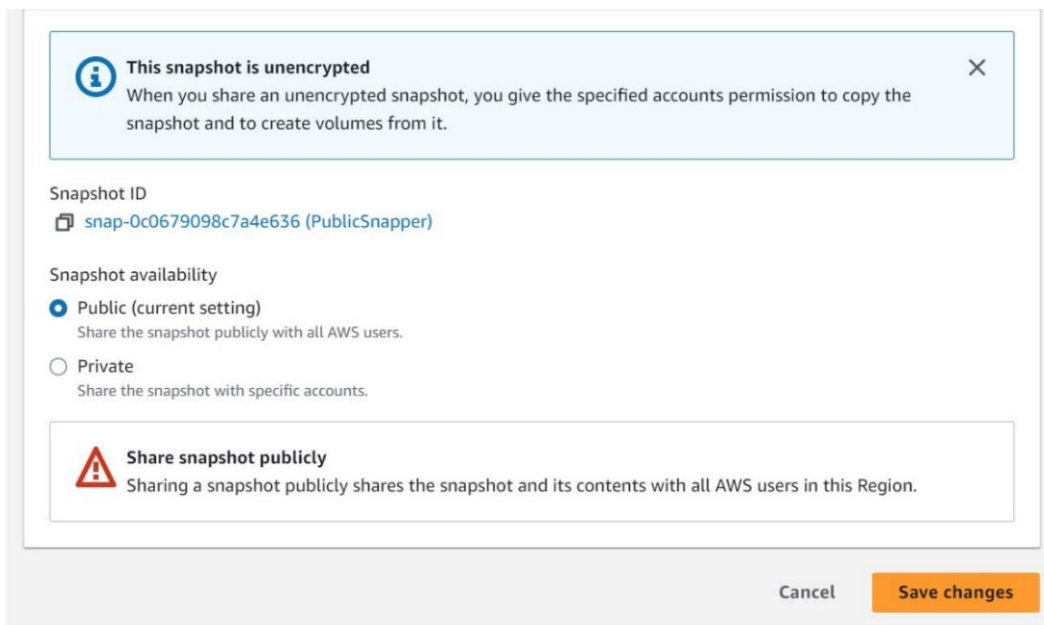 This snapshot is unencrypted
When you share an unencrypted snapshot, you give the specified accounts permission to copy the
snapshot and to create volumes from it.
Snapshot ID
snap-0c0679098c7a4e636 (PublicSnapper)
Snapshot availability
Public (current setting)
Share the snapshot publicly with all AWS users.
Private
Share the snapshot with specific accounts.
Share snapshot publicly
Sharing a snapshot publicly shares the snapshot and its contents with all AWS users in this Region.
Cancel
Save changes